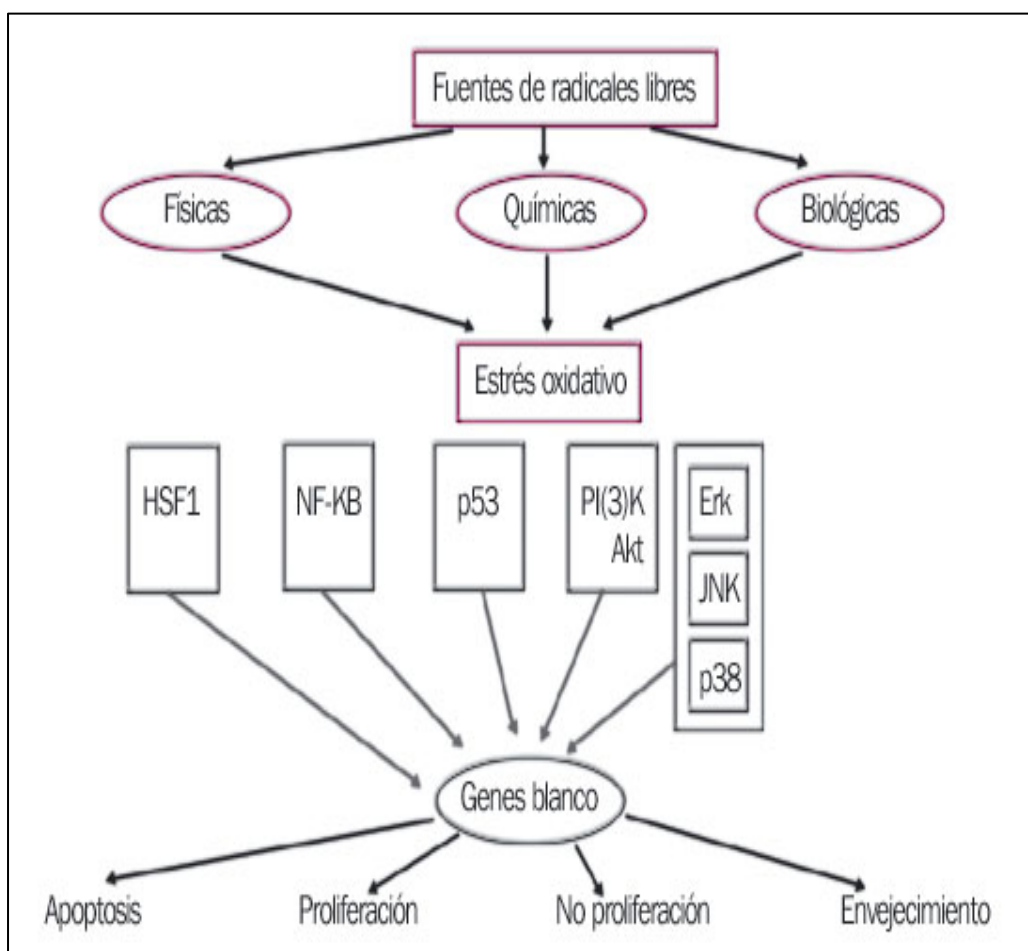 Fuentes de radicales libres
Físicas
Químicas
Biológicas
Estrés oxidativo
HSF1
NF-KB
p53
PI(3)K
Akt
Erk
JNK
p38
Genes blanco
Apoptosis
Proliferación
No proliferación
Envejecimiento